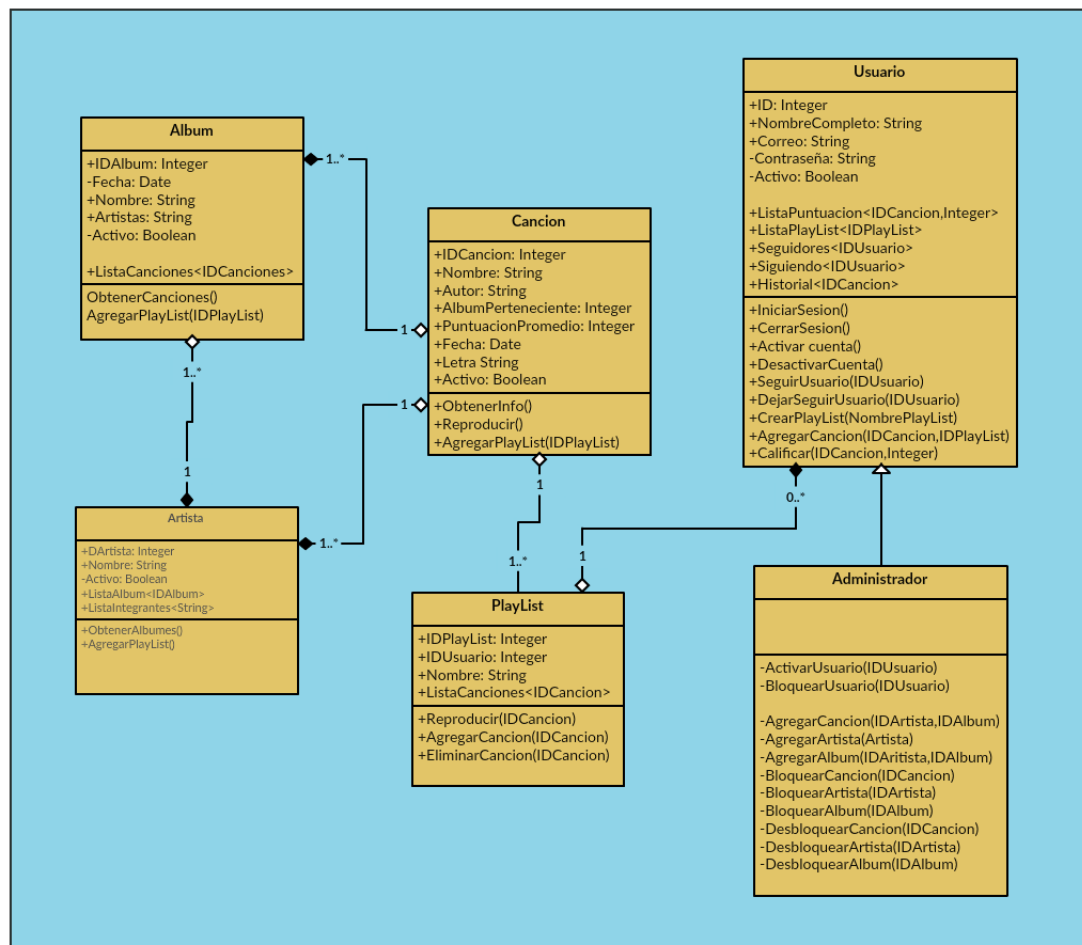 Album
+IDAlbum: Integer
-Fecha: Date
+Nombre: String
+Artistas: String
-Activo: Boolean
+ListaCanciones<IDCanciones>
ObtenerCanciones()
AgregarPlayList(IDPlayList)
1..*
1
1..*
1
Cancion
+IDCancion: Integer
+Nombre: String
+Autor: String
+AlbumPerteneciente: Integer
+PuntuacionPromedio: Integer
+Fecha: Date
+Letra String
+Activo: Boolean
+ObtenerInfo()
+Reproducir()
+AgregarPlayList(IDPlayList)
1
1..*
1
1..*
Usuario
+ID: Integer
+NombreCompleto: String
+Correo: String
-Contraseña: String
-Activo: Boolean
+ListaPuntuacion<IDCancion,Integer>
+ListaPlayList<IDPlayList>
+Seguidores<IDUsuario>
+Siguiendo<IDUsuario>
+Historial<IDCancion>
+IniciarSesion()
+CerrarSesion()
+Activar cuenta()
+DesactivarCuenta()
+SeguirUsuario(IDUsuario)
+DejarSeguirUsuario(IDUsuario)
+CrearPlayList(NombrePlayList)
+AgregarCancion(IDCancion,IDPlayList)
+Calificar(IDCancion,Integer)
0..*
1
Artista
+DArtista: Integer
+Nombre: String
-Activo: Boolean
+ListaAlbum<IDAlbum>
+ListaIntegrantes<String>
+ObtenerAlbumes()
+AgregarPlayList()
PlayList
+IDPlayList: Integer
+IDUsuario: Integer
+Nombre: String
+ListaCanciones<IDCancion>
+Reproducir(IDCancion)
+AgregarCancion(IDCancion)
+EliminarCancion(IDCancion)
Administrador
-ActivarUsuario(IDUsuario)
-BloquearUsuario(IDUsuario)
-AgregarCancion(IDArtista,IDAlbum)
-AgregarArtista(Artista)
-AgregarAlbum(IDAritista,IDAlbum)
-BloquearCancion(IDCancion)
-BloquearArtista(IDArtista)
-BloquearAlbum(IDAlbum)
-DesbloquearCancion(IDCancion)
-DesbloquearArtista(IDArtista)
-DesbloquearAlbum(IDAlbum)